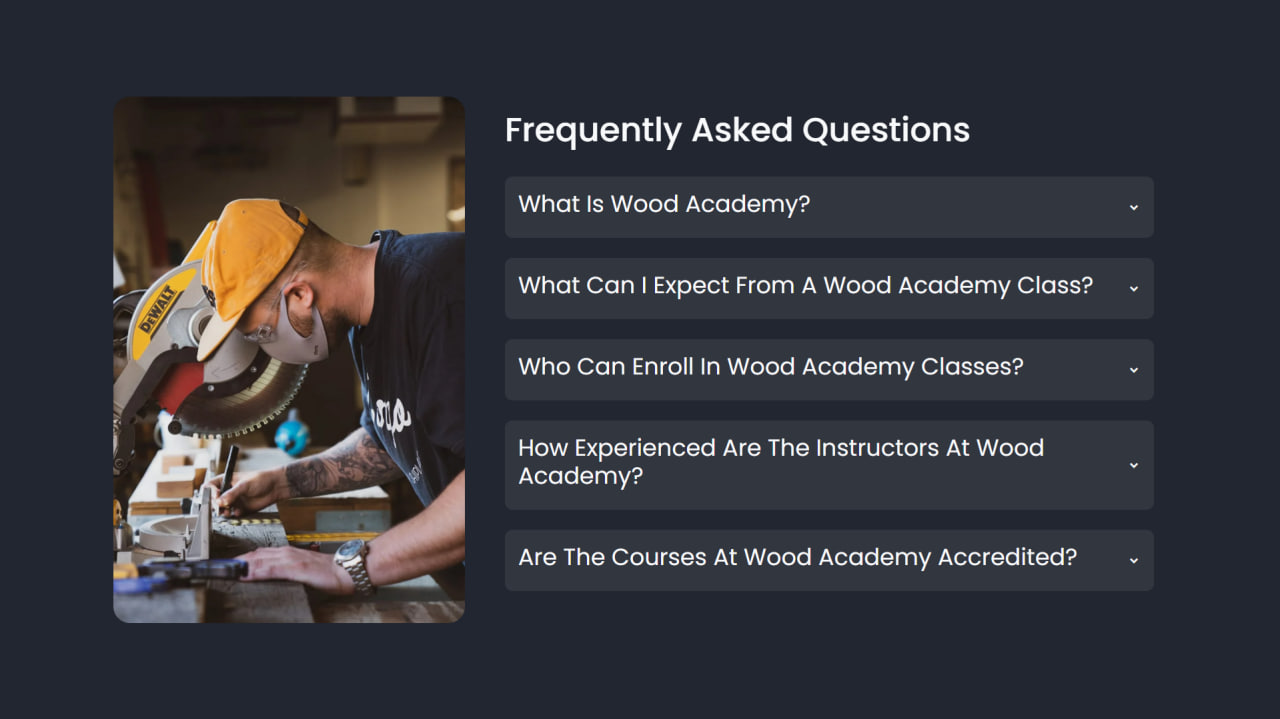 Frequently Asked Questions
What Is Wood Academy?
What Can I Expect From A Wood Academy Class?
Who Can Enroll In Wood Academy Classes?
How Experienced Are The Instructors At Wood
Academy?
Are The Courses At Wood Academy Accredited?
DEWALT